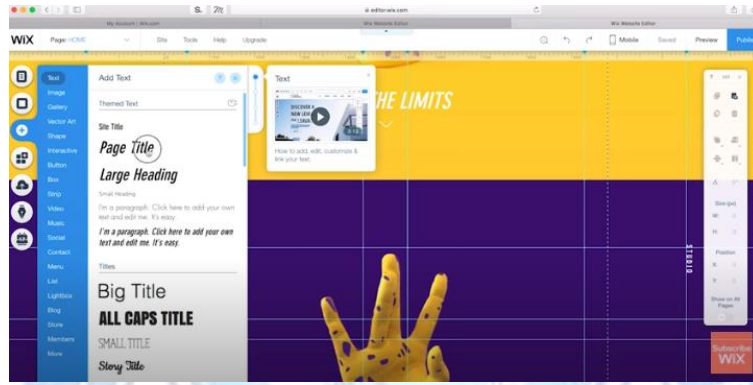 editor.wix.com
My Account | Wix.com
Wix Website Editor
Wix Website Editor
WiX
Page: HOME
Site
Tools
Help
Upgrade
Mobile
Saved
Preview
Publis
Text
Image
Gallery
Vector Art
Shape
Interactive
Button
Box
Strip
Video
Music
Social
Contact
Menu
List
Lightbox
Blog
Store
Members
More
Add Text
Themed Text
Site Title
Page Title
Large Heading
Small Heading
I'm a paragraph. Click here to add your own
text and edit me. It's easy.
I'm a paragraph. Click here to add your own
text and edit me. It's easy.
Titles
Big Title
ALL CAPS TITLE
SMALL TITLE
Story Title
Text
DISCOVER A
NEW LEVEL
How to add, edit, customize &
link your text.
THE LIMITS
STUDIO
Size (px)
W:
H:
Position
X:
Y:
Show on All
Pages
Subscribe
WiX